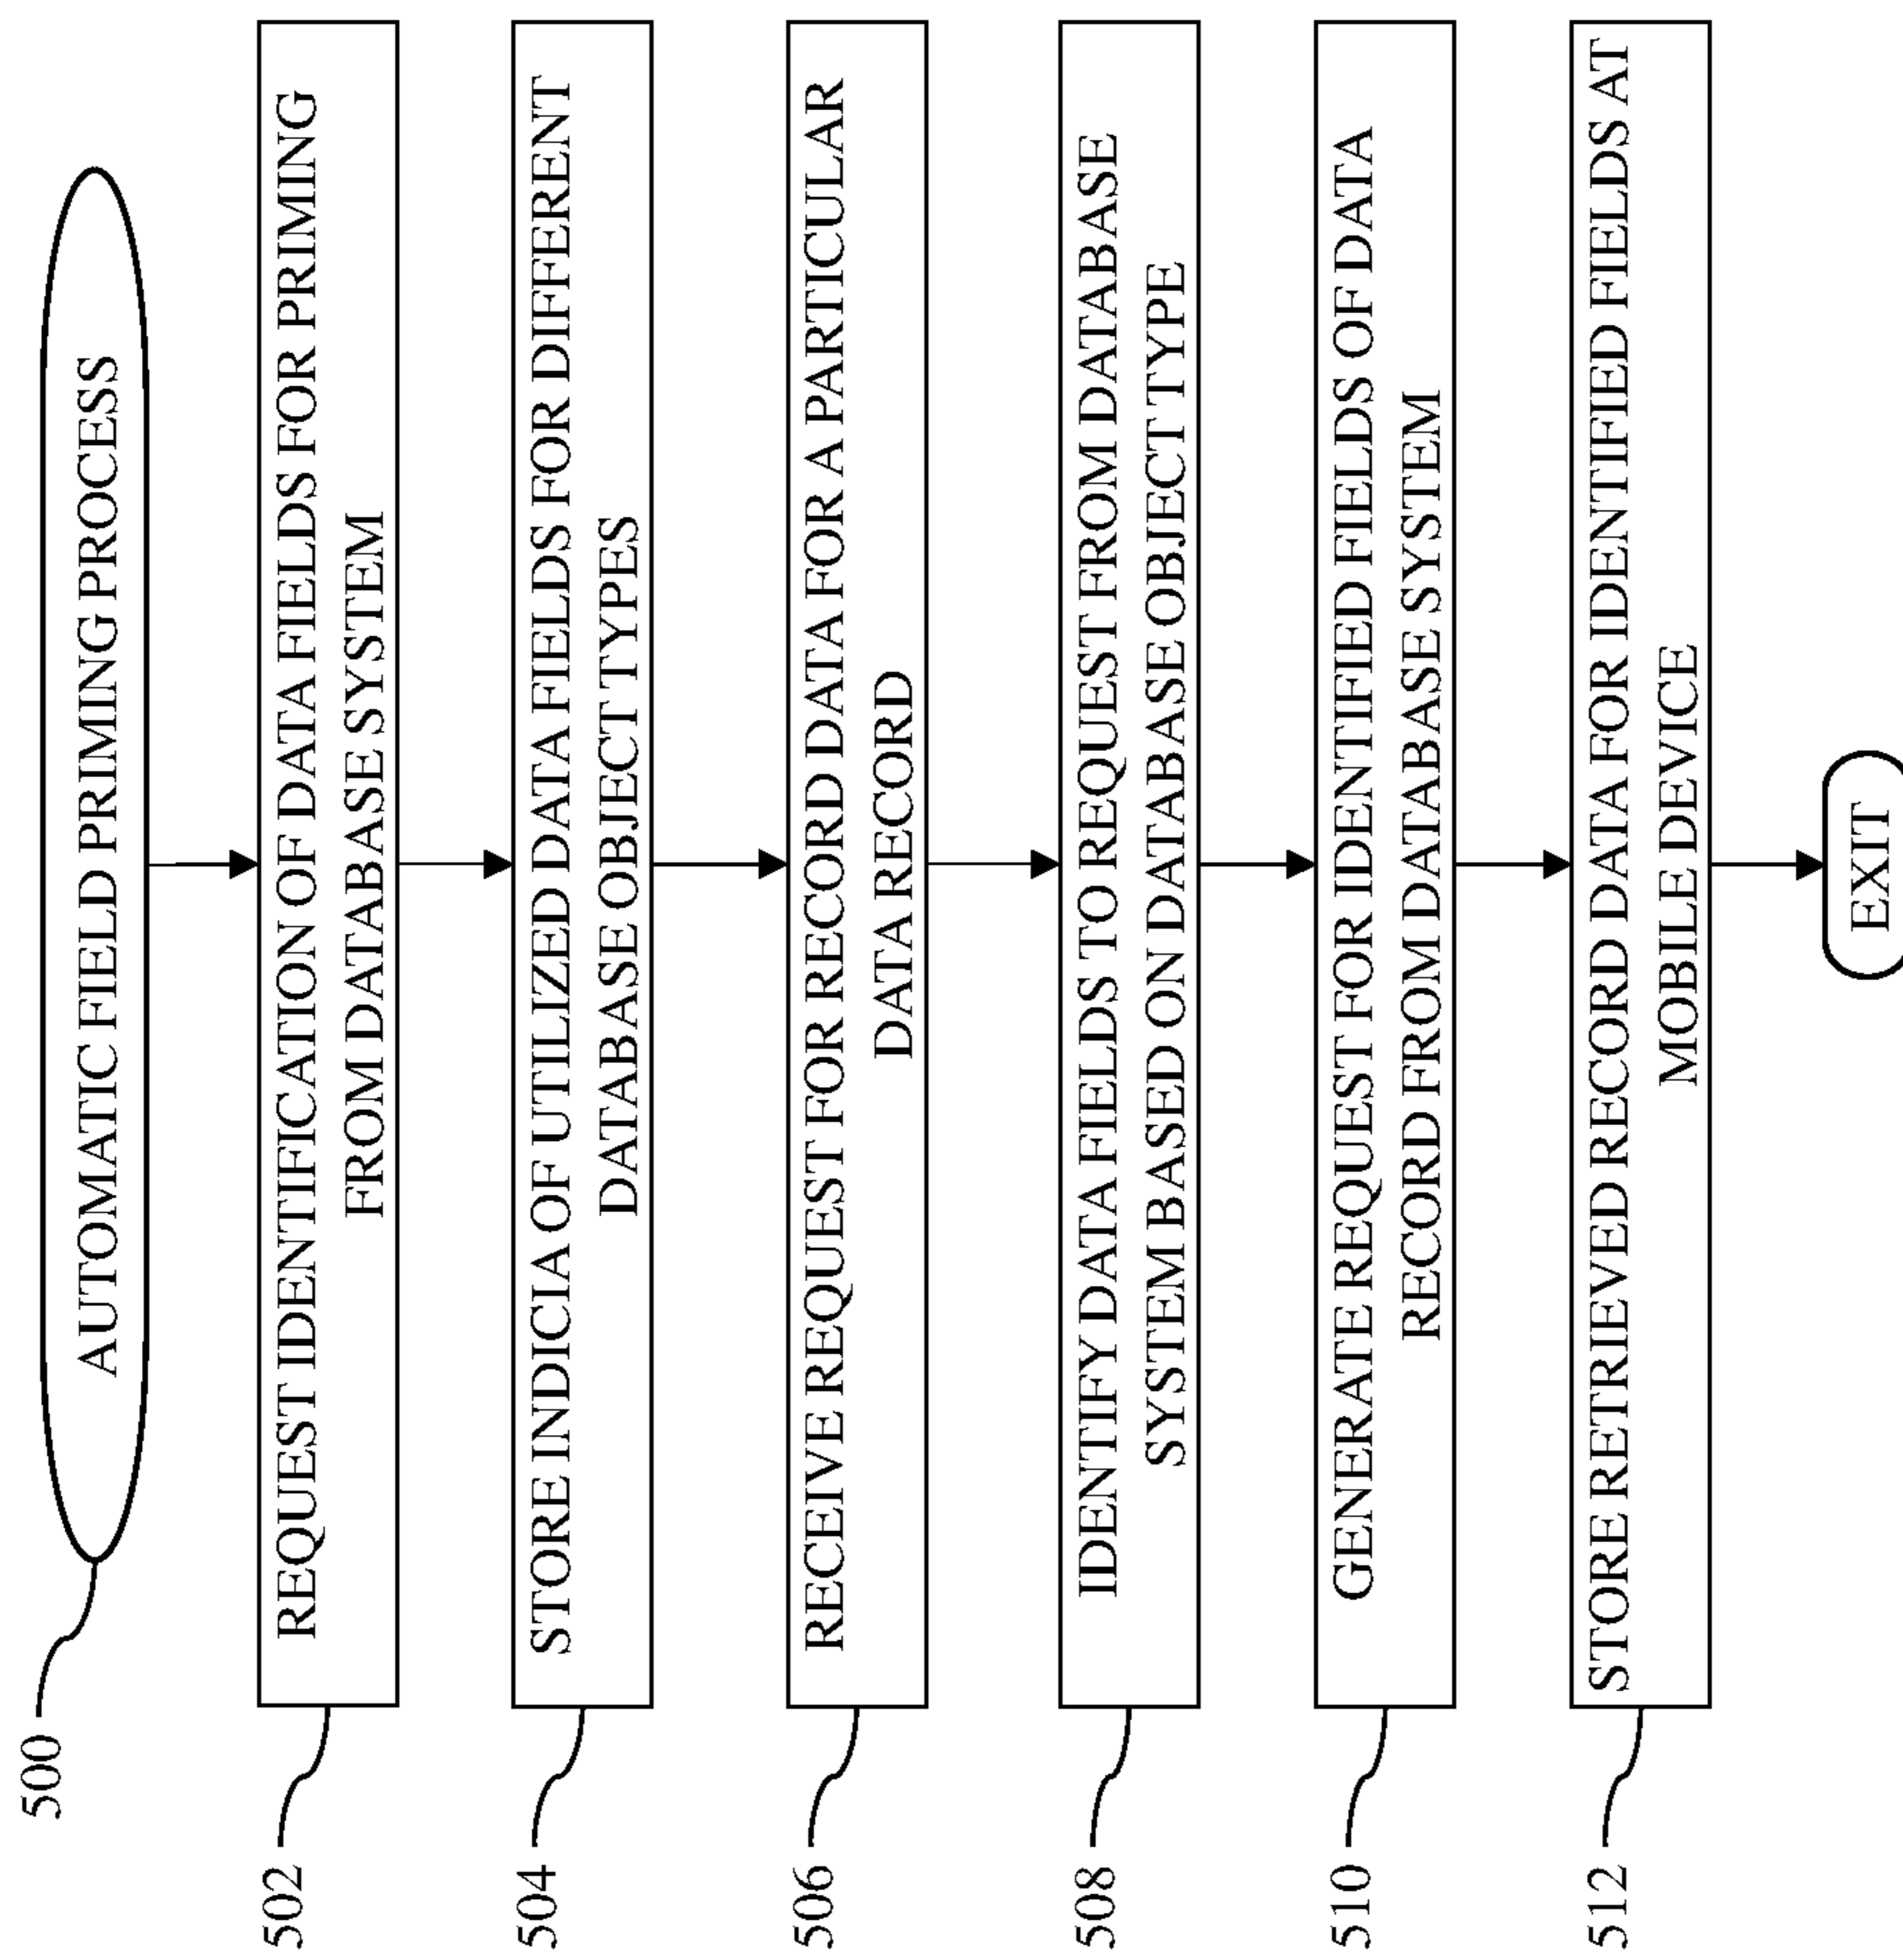 500
AUTOMATIC FIELD PRIMING PROCESS
502
REQUEST IDENTIFICATION OF DATA FIELDS FOR PRIMING
FROM DATABASE SYSTEM
504
STORE INDICIA OF UTILIZED DATA FIELDS FOR DIFFERENT
DATABASE OBJECT TYPES
506
RECEIVE REQUEST FOR RECORD DATA FOR A PARTICULAR
DATA RECORD
508
IDENTIFY DATA FIELDS TO REQUEST FROM DATABASE
SYSTEM BASED ON DATABASE OBJECT TYPE
510
GENERATE REQUEST FOR IDENTIFIED FIELDS OF DATA
RECORD FROM DATABASE SYSTEM
512
STORE RETRIEVED RECORD DATA FOR IDENTIFIED FIELDS AT
MOBILE DEVICE
EXIT